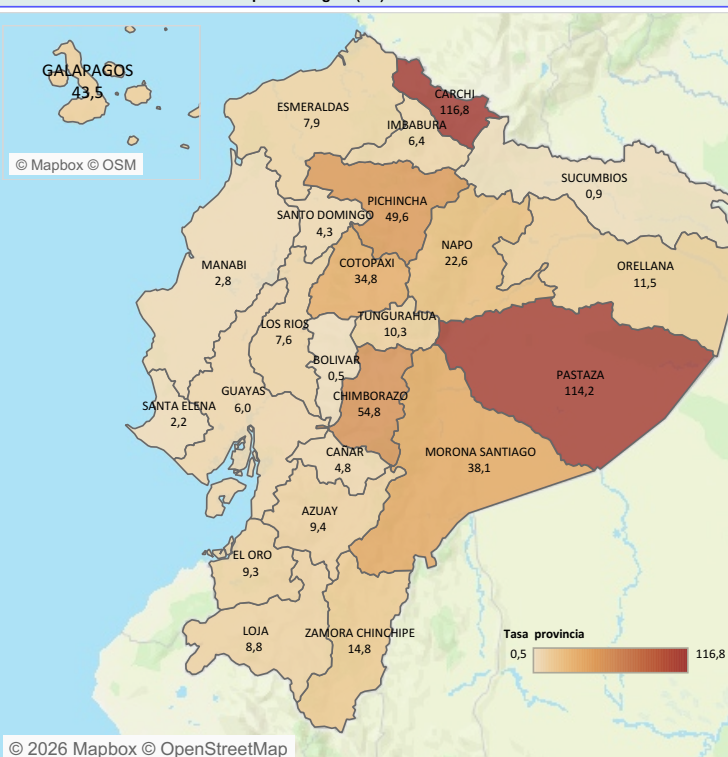 GALAPAGOS
43,5
© Mapbox © OSM
ESMERALDAS
7,9
CARCHI
116,8
IMBABURA
6,4
SUCUMBIOS
0,9
PICHINCHA
49,6
SANTO DOMINGO
4,3
NAPO
22,6
MANABI
2,8
COTOPAXI
34,8
ORELLANA
11,5
LOS RIOS
7,6
TUNGURAHUA
10,3
BOLIVAR
0,5
PASTAZA
114,2
GUAYAS
6,0
CHIMBORAZO
54,8
SANTA ELENA
2,2
CAÑAR
4,8
MORONA SANTIAGO
38,1
AZUAY
9,4
EL ORO
9,3
LOJA
8,8
ZAMORA CHINCHIPE
14,8
Tasa provincia
0,5 116,8
© 2026 Mapbox © OpenStreetMap